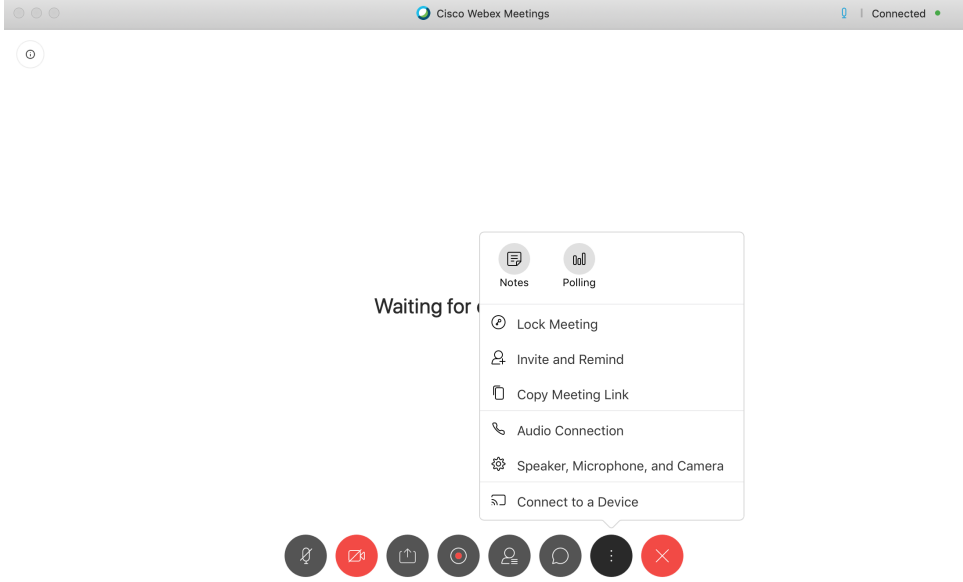 Cisco Webex Meetings
Connected
Notes
Polling
Waiting for
Lock Meeting
Invite and Remind
Copy Meeting Link
Audio Connection
Speaker, Microphone, and Camera
Connect to a Device